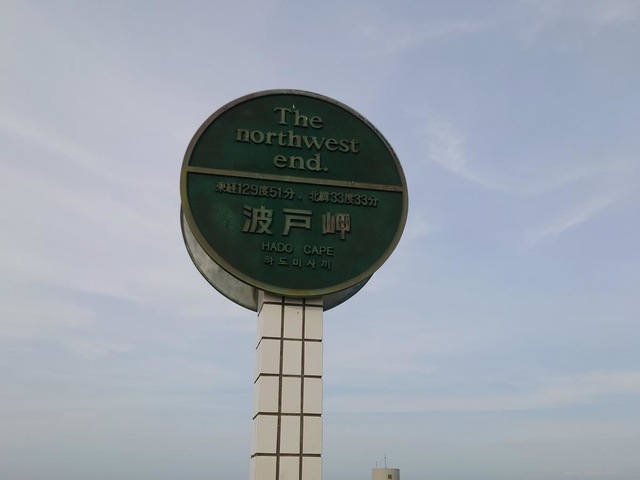 The
northwest
end.
東経129度51分、北緯33度33分
波戸岬
HADO CAPE
하도미사끼